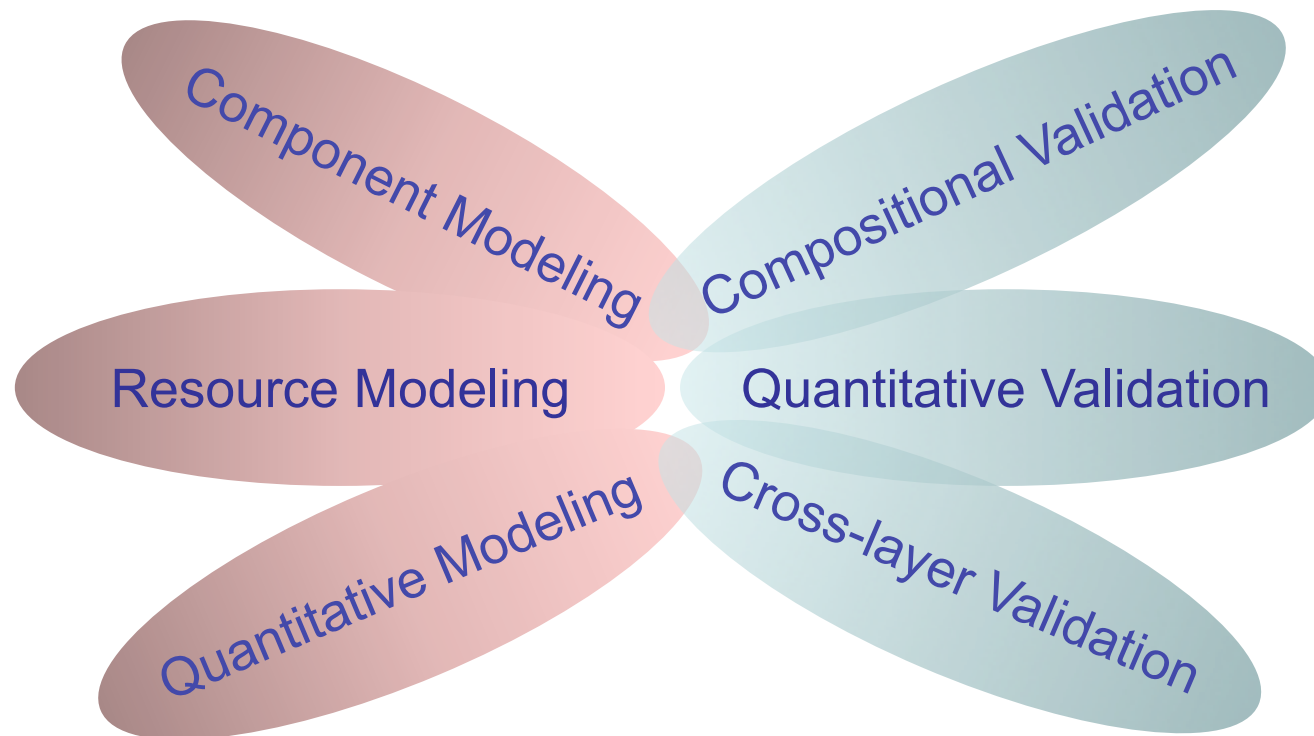 Component Modeling
Compositional Validation
Resource Modeling
Quantitative Validation
Quantitative Modeling
Cross-layer Validation